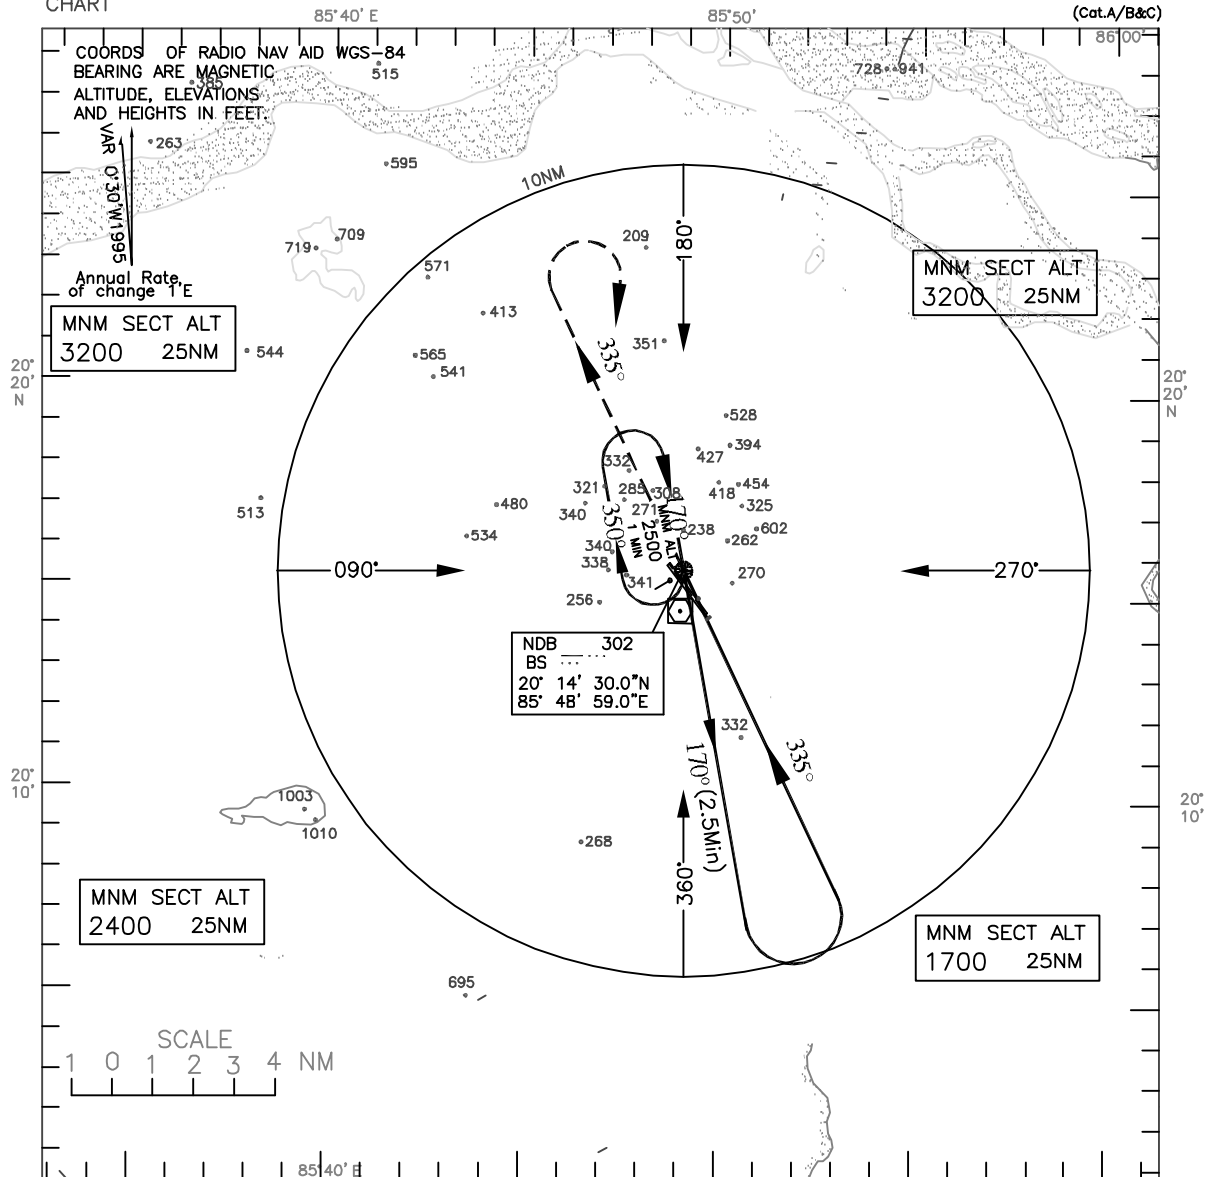 CHART
85°40' E
85°50'
(Cat.A/B&C)
86°00'
COORDS OF RADIO NAV AID WGS-84
BEARING ARE MAGNETIC
ALTITUDE, ELEVATIONS
AND HEIGHTS IN FEET.
515
385
728
941
263
595
VAR 0°30'W1995
10NM
719
709
209
180°
571
Annual Rate
of change 1'E
MNM SECT ALT
3200 25NM
MNM SECT ALT
3200 25NM
413
544
565
541
351
335°
20°
20'
N
20°
20'
N
528
394
427
332
321
285
308
418
454
325
513
480
340
271
170°
238
602
534
350°
1 MIN
2500
MNM ALT
340
262
338
341
270
256
090°
270°
NDB 302
BS
20° 14' 30.0"N
85° 48' 59.0"E
332
335°
170° (2.5Min)
20°
10'
20°
10'
1003
1010
268
360°
MNM SECT ALT
2400 25NM
MNM SECT ALT
1700 25NM
695
SCALE
1 0 1 2 3 4 NM
85°40' E